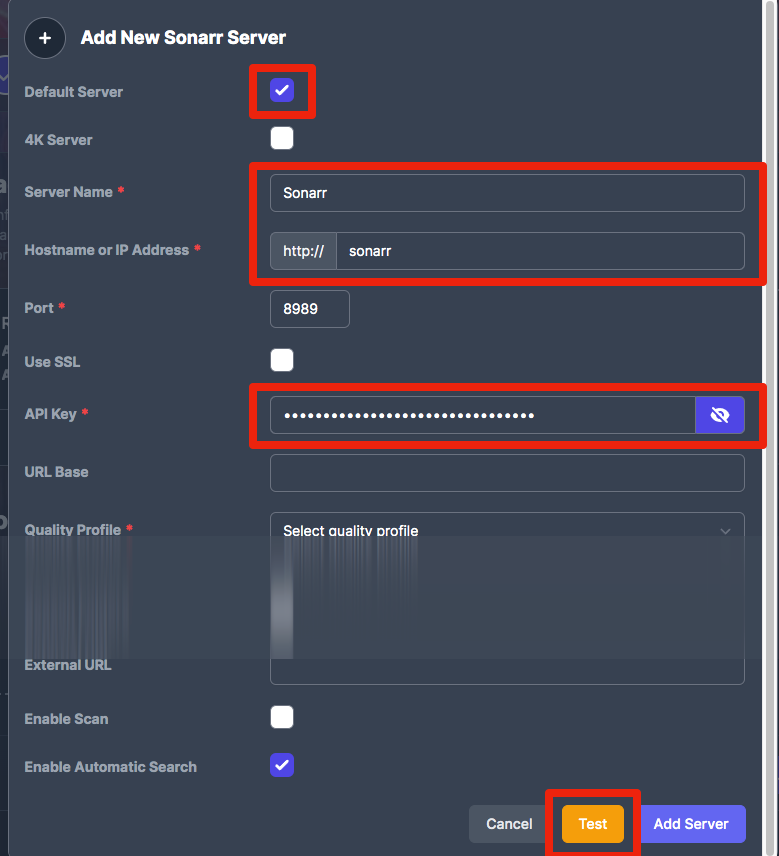 + Add New Sonarr Server
Default Server
4K Server
Server Name * Sonarr
Hostname or IP Address * http:// sonarr
Port * 8989
Use SSL
API Key * ••••••••••••••••••••••••••••••••
URL Base
Quality Profile * Select quality profile
External URL
Enable Scan
Enable Automatic Search
Cancel Test Add Server